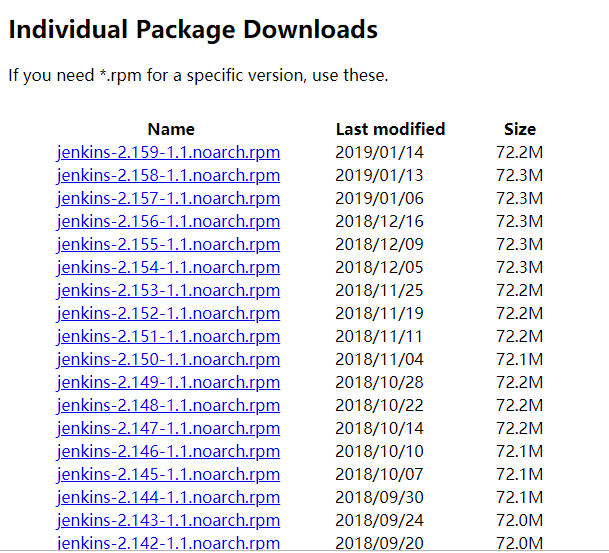 Individual Package Downloads
If you need *.rpm for a specific version, use these.
Name Last modified Size
jenkins-2.159-1.1.noarch.rpm 2019/01/14 72.2M
jenkins-2.158-1.1.noarch.rpm 2019/01/13 72.3M
jenkins-2.157-1.1.noarch.rpm 2019/01/06 72.3M
jenkins-2.156-1.1.noarch.rpm 2018/12/16 72.3M
jenkins-2.155-1.1.noarch.rpm 2018/12/09 72.3M
jenkins-2.154-1.1.noarch.rpm 2018/12/05 72.3M
jenkins-2.153-1.1.noarch.rpm 2018/11/25 72.2M
jenkins-2.152-1.1.noarch.rpm 2018/11/19 72.2M
jenkins-2.151-1.1.noarch.rpm 2018/11/11 72.2M
jenkins-2.150-1.1.noarch.rpm 2018/11/04 72.1M
jenkins-2.149-1.1.noarch.rpm 2018/10/28 72.2M
jenkins-2.148-1.1.noarch.rpm 2018/10/22 72.2M
jenkins-2.147-1.1.noarch.rpm 2018/10/14 72.2M
jenkins-2.146-1.1.noarch.rpm 2018/10/10 72.1M
jenkins-2.145-1.1.noarch.rpm 2018/10/07 72.1M
jenkins-2.144-1.1.noarch.rpm 2018/09/30 72.1M
jenkins-2.143-1.1.noarch.rpm 2018/09/24 72.0M
jenkins-2.142-1.1.noarch.rpm 2018/09/20 72.0M